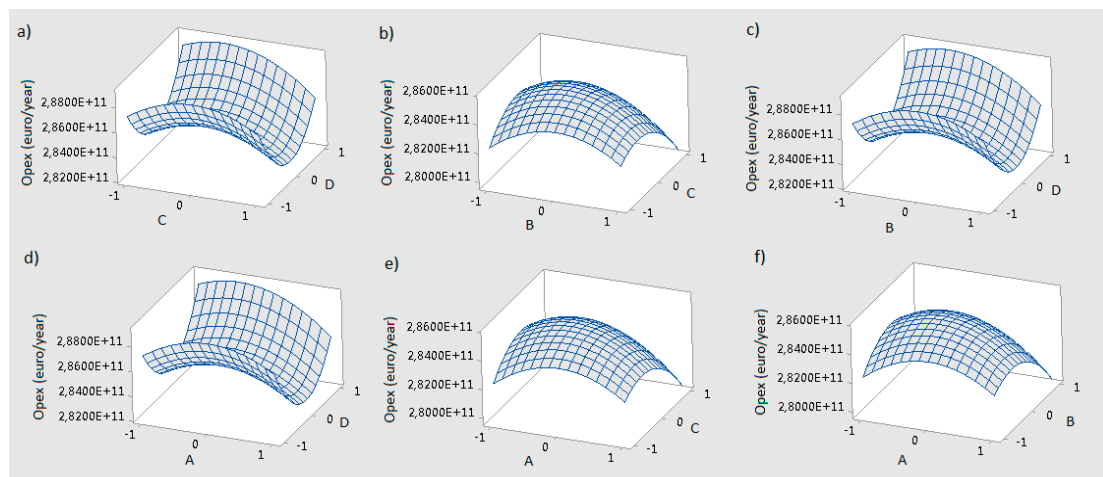 a)
Opex (euro/year)
2,8800E+11
2,8600E+11
2,8400E+11
2,8200E+11
-1
0
1
C
-1
0
1
D
b)
Opex (euro/year)
2,8600E+11
2,8400E+11
2,8200E+11
2,8000E+11
-1
0
1
B
-1
0
1
C
c)
Opex (euro/year)
2,8800E+11
2,8600E+11
2,8400E+11
2,8200E+11
-1
0
1
B
-1
0
1
D
d)
Opex (euro/year)
2,8800E+11
2,8600E+11
2,8400E+11
2,8200E+11
-1
0
1
A
-1
0
1
D
e)
Opex (euro/year)
2,8600E+11
2,8400E+11
2,8200E+11
2,8000E+11
-1
0
1
A
-1
0
1
C
f)
Opex (euro/year)
2,8600E+11
2,8400E+11
2,8200E+11
2,8000E+11
-1
0
1
A
-1
0
1
B